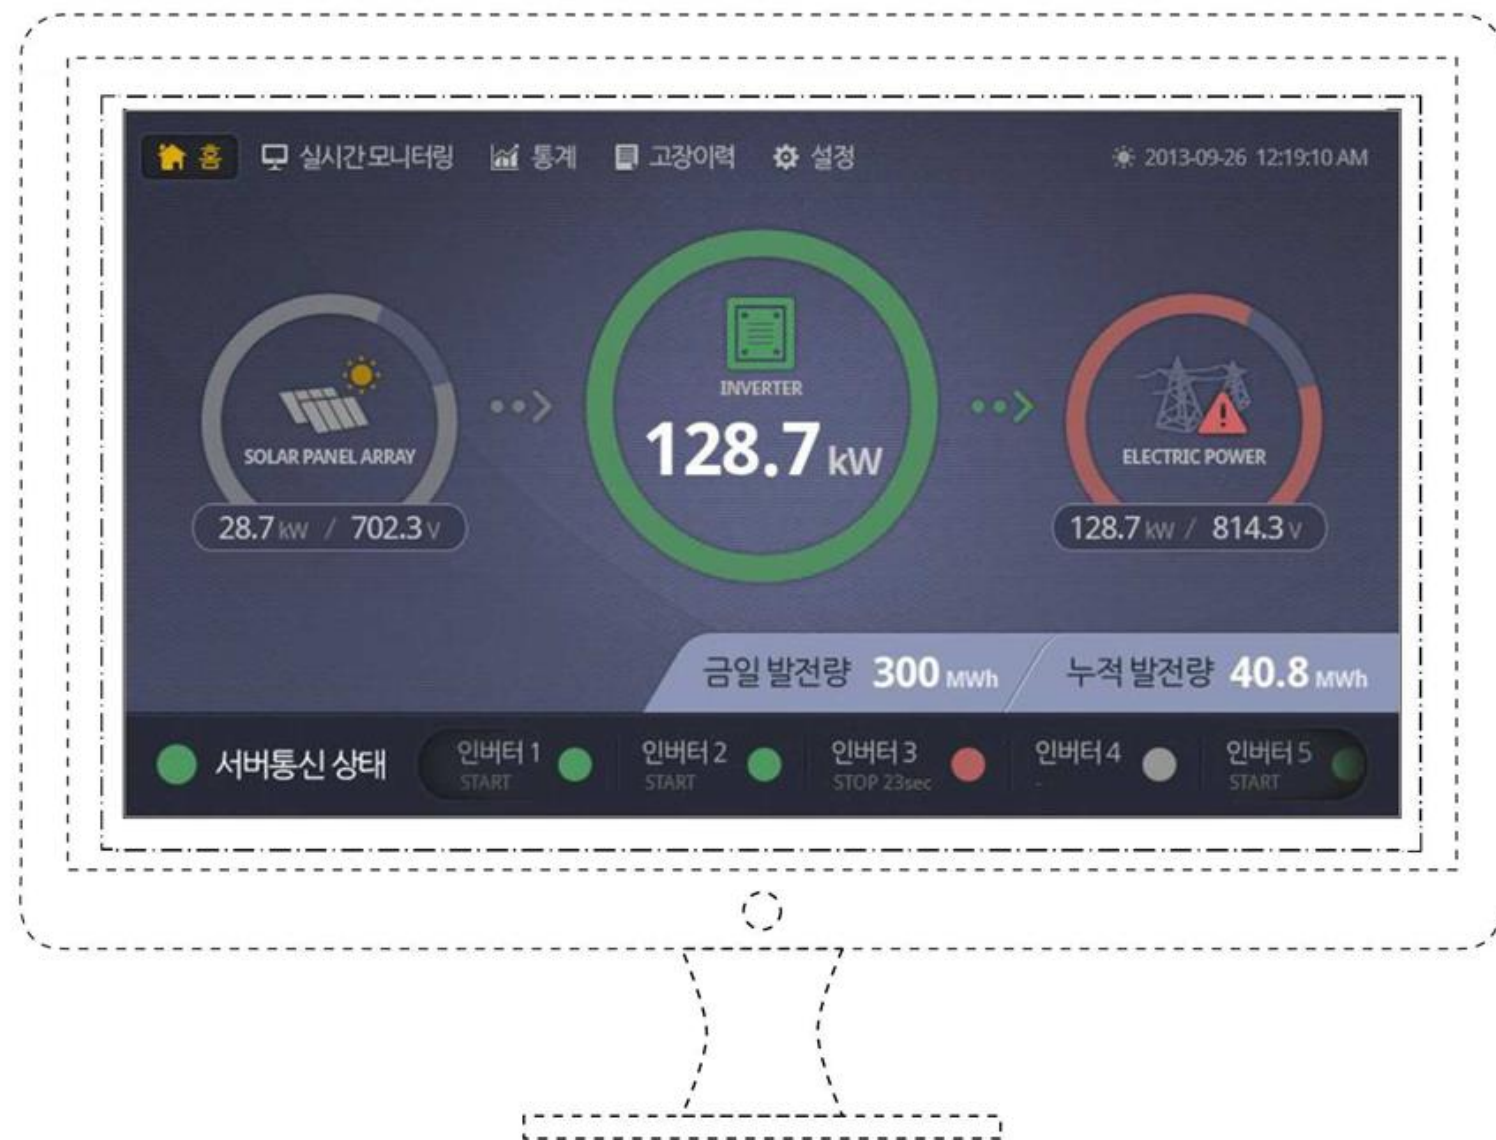 홈 실시간모니터링 통계 고장이력 설정 2013-09-26 12:19:10 AM
INVERTER
128.7 kW
SOLAR PANEL ARRAY
28.7 kW / 702.3 V
ELECTRIC POWER
128.7 kW / 814.3 V
금일 발전량 300 MWh 누적 발전량 40.8 MWh
서버통신 상태 인버터 1 인버터 2 인버터 3 인버터 4 인버터 5
START START STOP 23sec - START